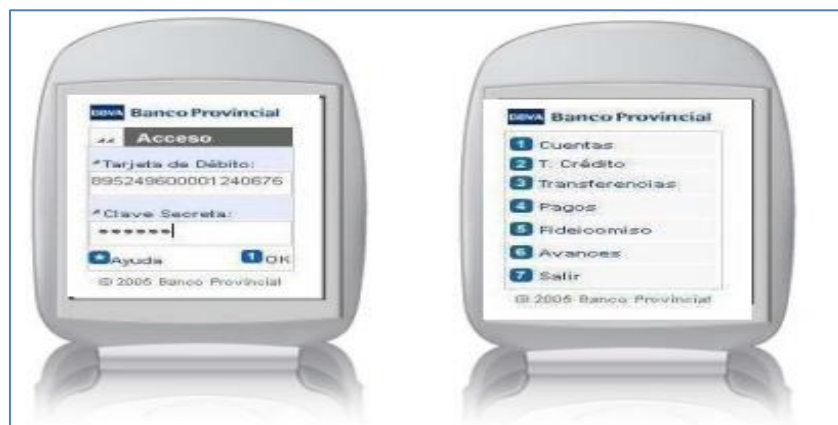 BBVA Banco Provincial
Acceso
*Tarjeta de Débito:
895249600001240676
*Clave Secreta:
******
* Ayuda 1 OK
© 2005 Banco Provincial
BBVA Banco Provincial
1 Cuentas
2 T. Crédito
3 Transferencias
4 Pagos
5 Fideicomiso
6 Avances
7 Salir
© 2005 Banco Provincial